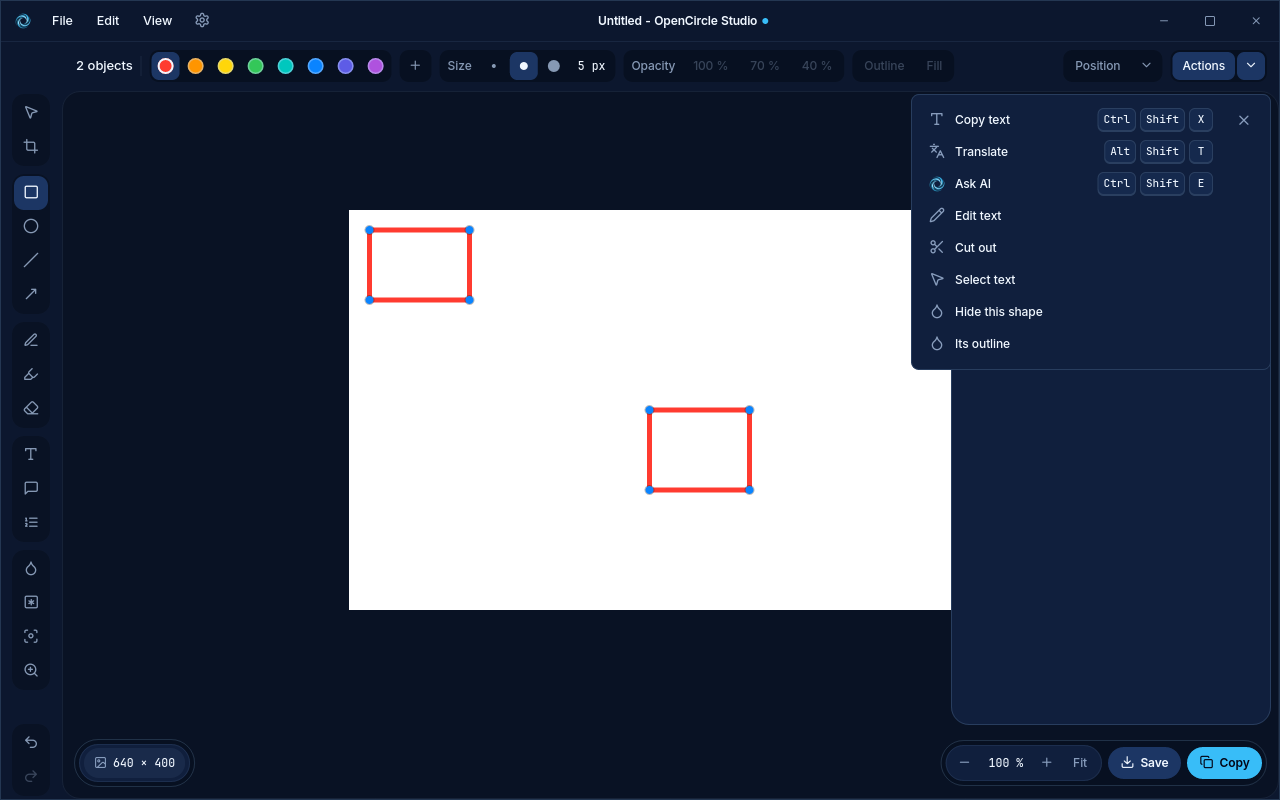 File Edit View Untitled - OpenCircle Studio
2 objects Size 5 px Opacity 100 % 70 % 40 % Outline Fill Position Actions
Copy text Ctrl Shift X
Translate Alt Shift T
Ask AI Ctrl Shift E
Edit text
Cut out
Select text
Hide this shape
Its outline
640 × 400 100 % Fit Save Copy